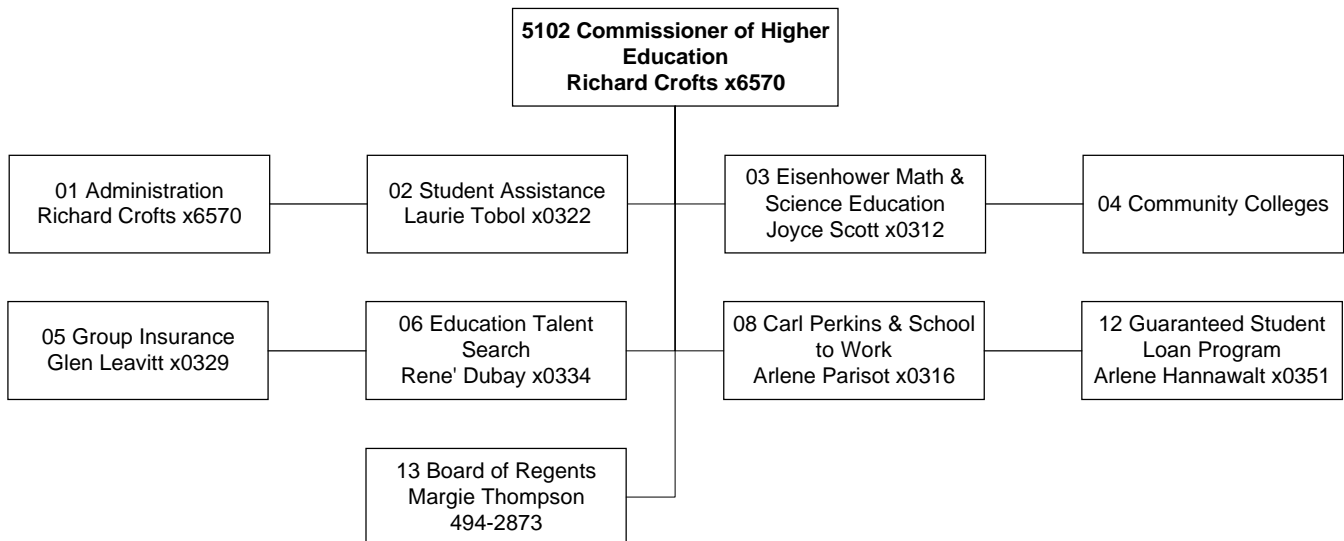 5102 Commissioner of Higher
Education
Richard Crofts x6570
01 Administration
Richard Crofts x6570
02 Student Assistance
Laurie Tobol x0322
03 Eisenhower Math &
Science Education
Joyce Scott x0312
04 Community Colleges
05 Group Insurance
Glen Leavitt x0329
06 Education Talent
Search
Rene' Dubay x0334
08 Carl Perkins & School
to Work
Arlene Parisot x0316
12 Guaranteed Student
Loan Program
Arlene Hannawalt x0351
13 Board of Regents
Margie Thompson
494-2873